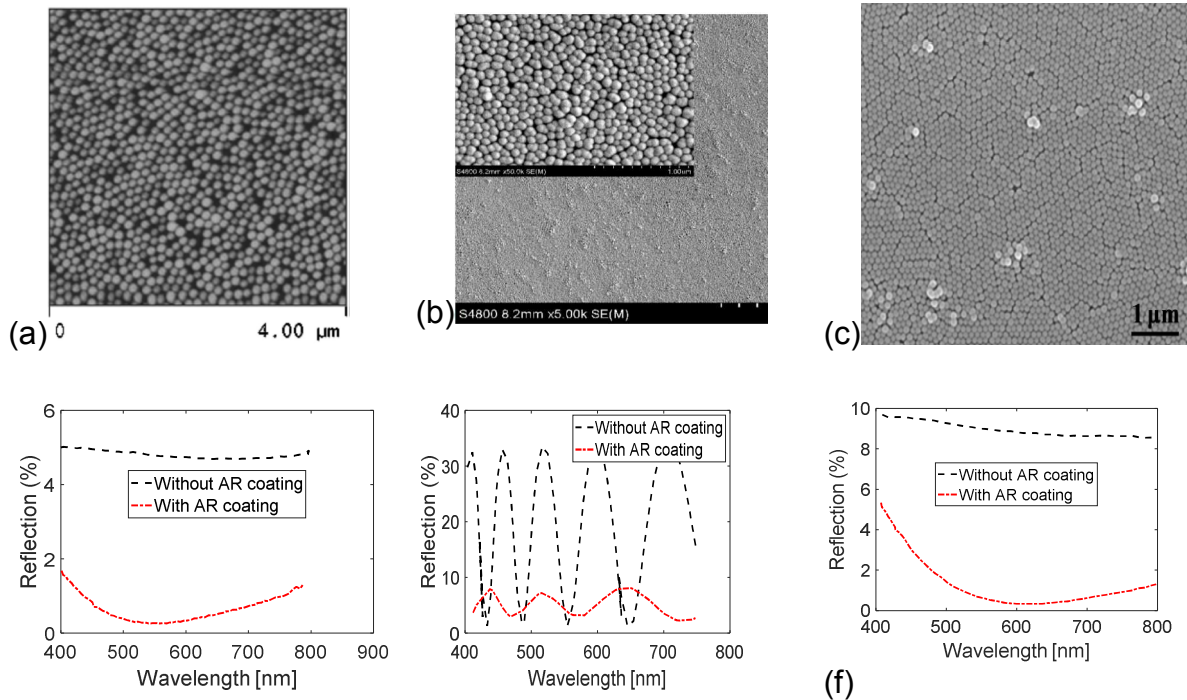 S4800 8.2mm x50.0k SE(M) 1.00um
S4800 8.2mm x5.00k SE(M)
0 4.00 µm
1 µm
(a)
(b)
(c)
6
4
2
0
Reflection (%)
Without AR coating
With AR coating
400 500 600 700 800 900
Wavelength [nm]
40
30
20
10
0
Reflection (%)
Without AR coating
With AR coating
400 500 600 700 800
Wavelength [nm]
10
8
6
4
2
0
Reflection (%)
Without AR coating
With AR coating
400 500 600 700 800
Wavelength [nm]
(f)